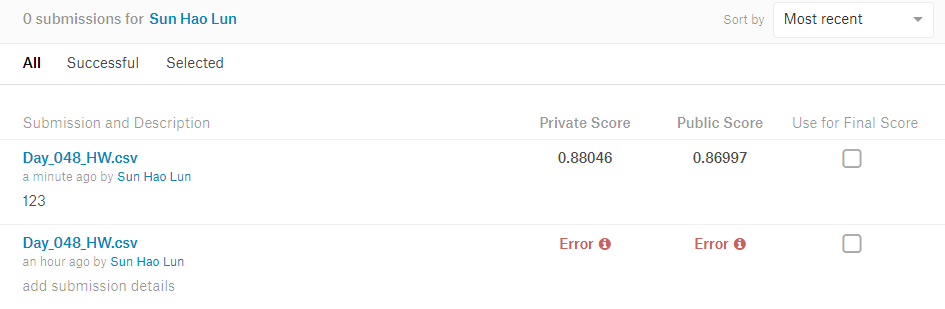 0 submissions for Sun Hao Lun
Sort by Most recent
All Successful Selected
Submission and Description Private Score Public Score Use for Final Score
Day_048_HW.csv 0.88046 0.86997
a minute ago by Sun Hao Lun
123
Day_048_HW.csv Error Error
an hour ago by Sun Hao Lun
add submission details